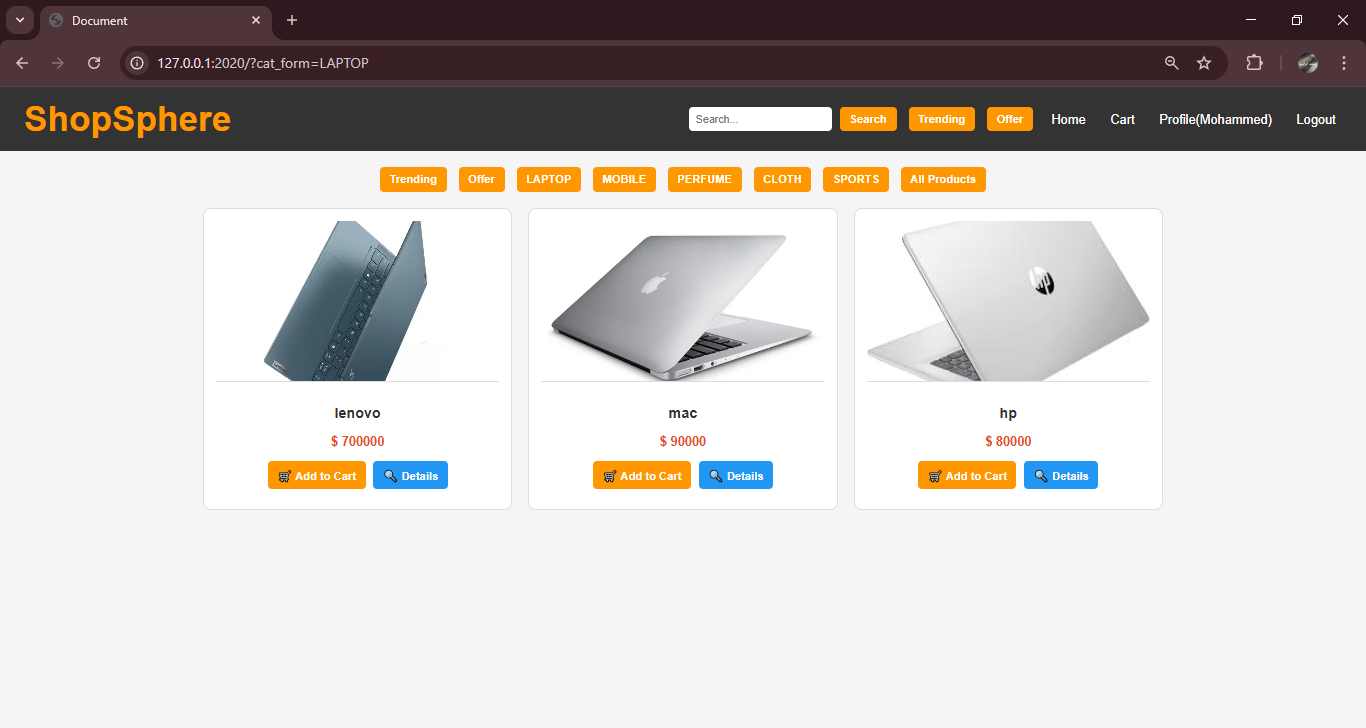 Document
127.0.0.1:2020/?cat_form=LAPTOP
ShopSphere
Search...
Search
Trending
Offer
Home
Cart
Profile(Mohammed)
Logout
Trending
Offer
LAPTOP
MOBILE
PERFUME
CLOTH
SPORTS
All Products
hp
lenovo
mac
hp
$ 700000
$ 90000
$ 80000
Add to Cart
Details
Add to Cart
Details
Add to Cart
Details